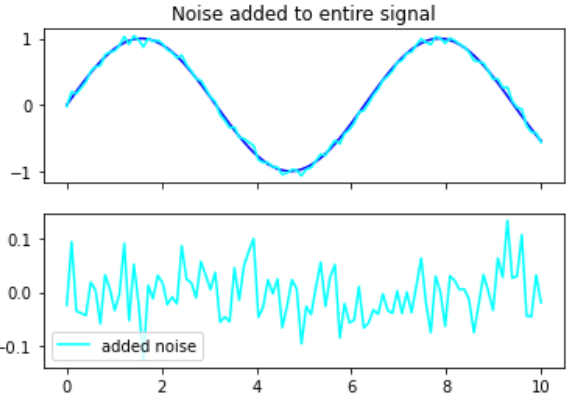 Noise added to entire signal
1
0
−1
0.1
0.0
−0.1
added noise
0 2 4 6 8 10